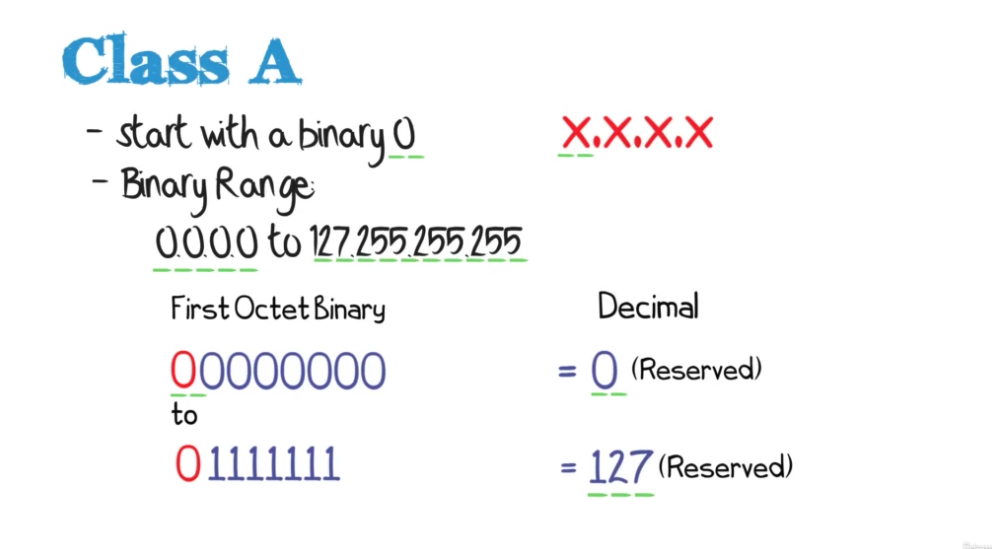 Class A
- start with a binary 0 X.X.X.X
- Binary Range:
0.0.0.0 to 127.255.255.255
First Octet Binary Decimal
00000000 = 0 (Reserved)
to
01111111 = 127 (Reserved)